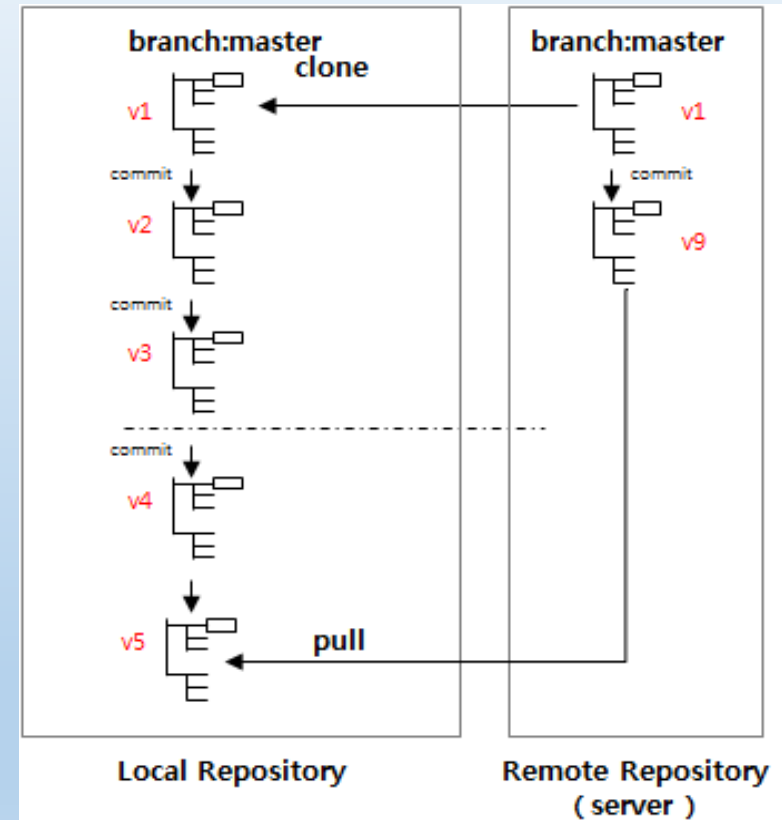 branch:master
clone
v1
commit
v2
commit
v3
commit
v4
v5
pull
Local Repository
branch:master
v1
commit
v9
Remote Repository
( server )